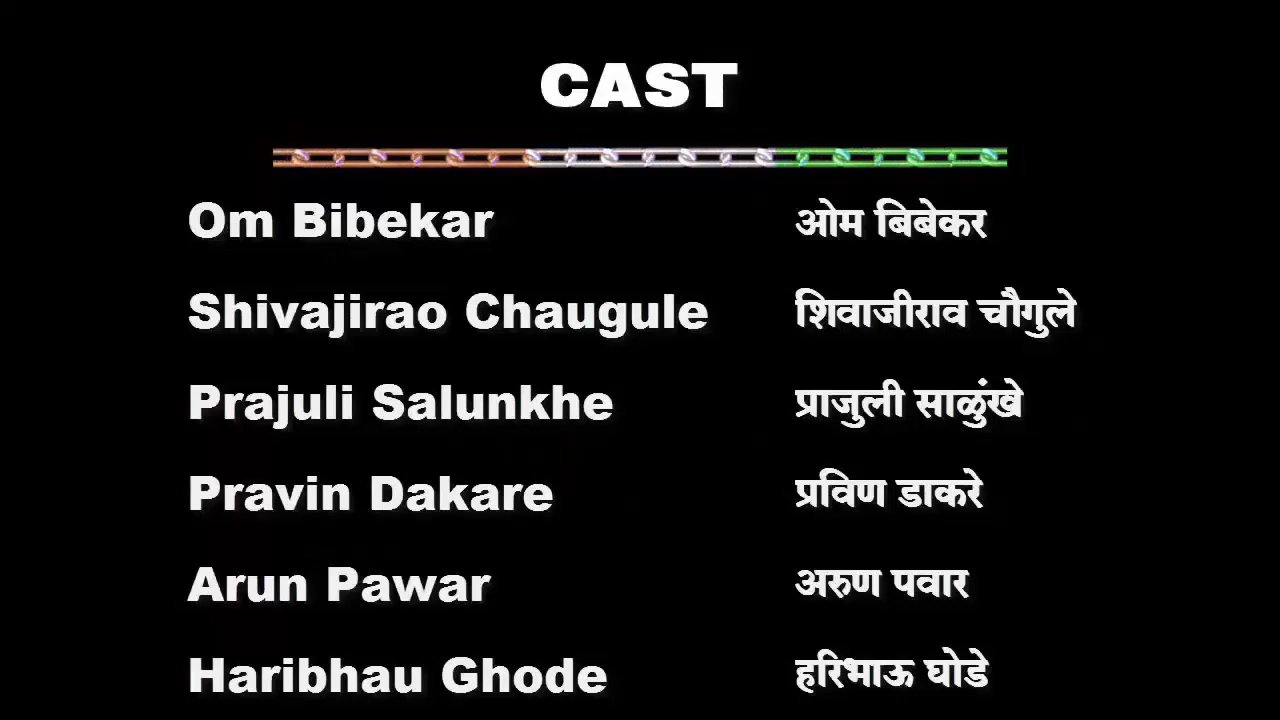 CAST
Om Bibekar ओम बिबेकर
Shivajirao Chaugule शिवाजीराव चौगुले
Prajuli Salunkhe प्राजुली साळुंखे
Pravin Dakare प्रविण डाकरे
Arun Pawar अरुण पवार
Haribhau Ghode हरिभाऊ घोडे